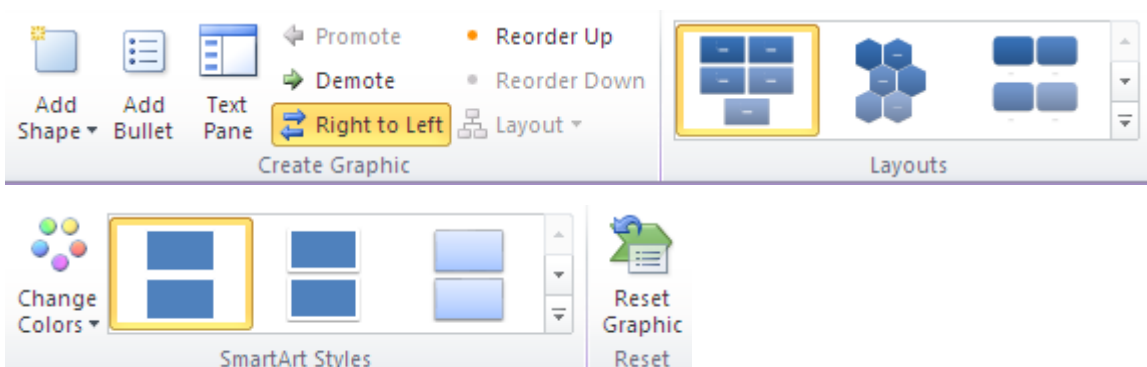 Add Shape
Add Bullet
Text Pane
Promote
Demote
Right to Left
Reorder Up
Reorder Down
Layout
Create Graphic
Layouts
Change Colors
SmartArt Styles
Reset Graphic
Reset